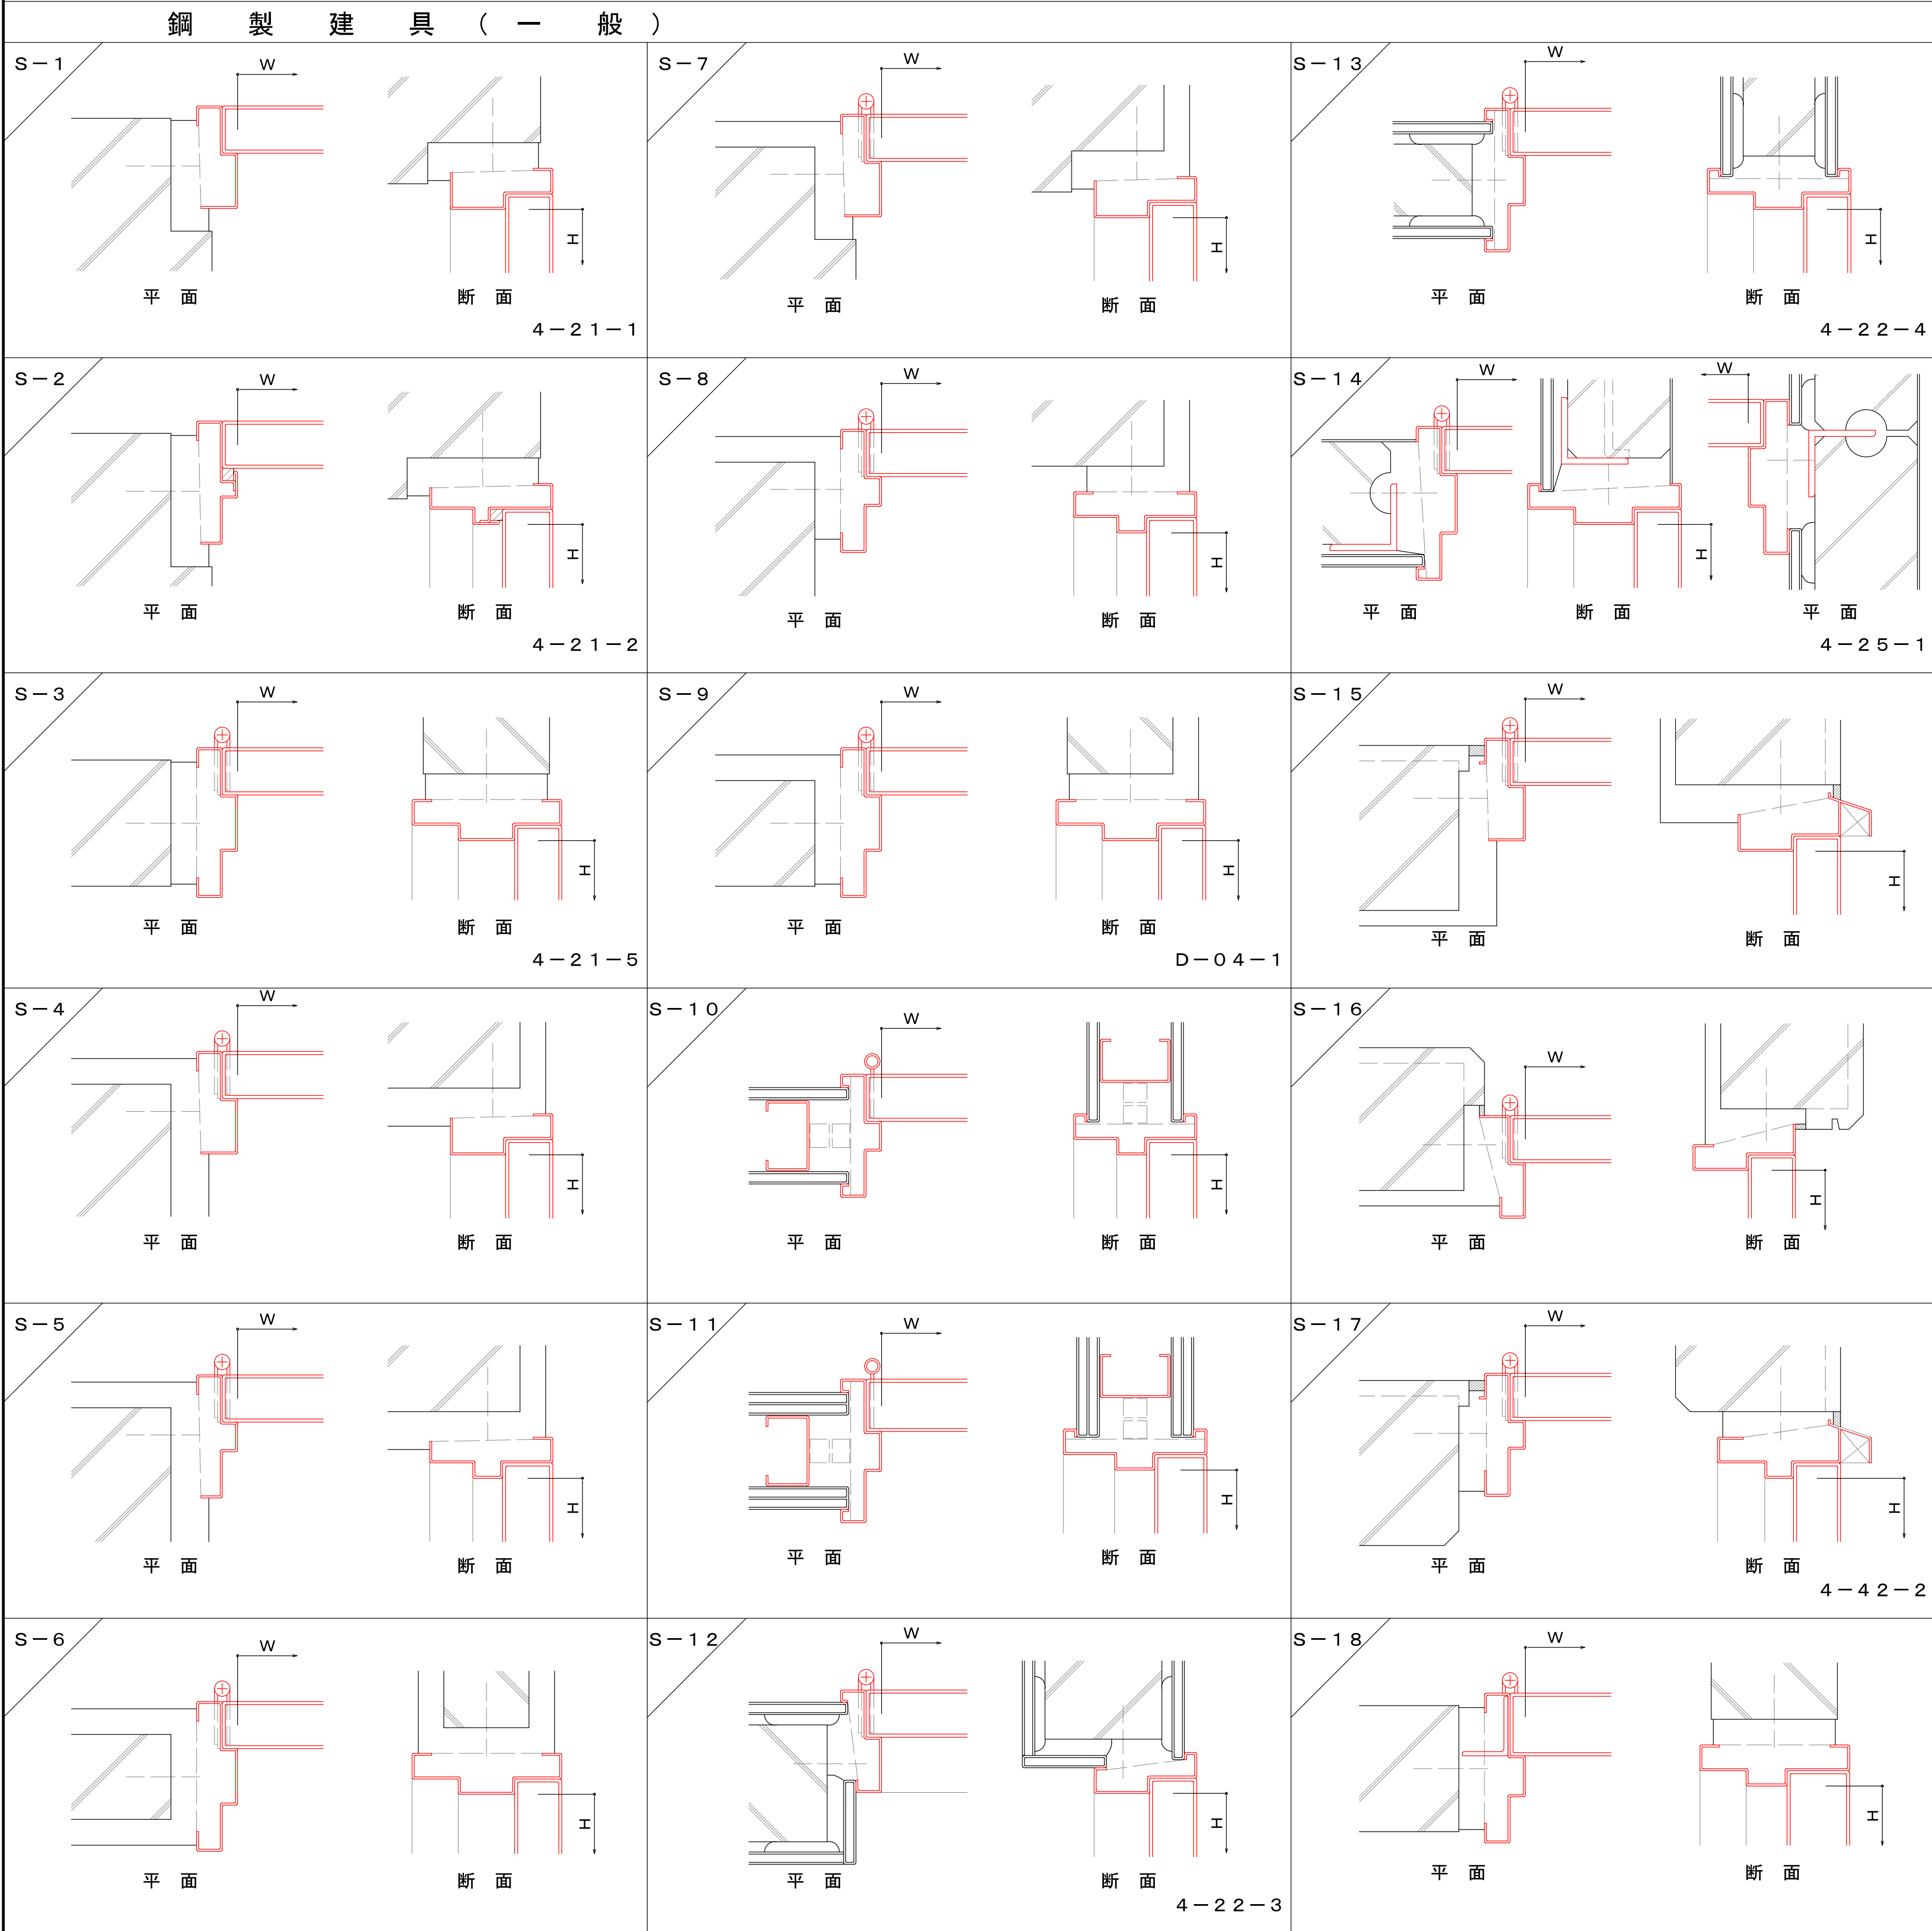 鋼製建具（一般）
S－1
W
H
平面
断面
4－21－1
S－2
W
H
平面
断面
4－21－2
S－3
W
H
平面
断面
4－21－5
S－4
W
H
平面
断面
S－5
W
H
平面
断面
S－6
W
H
平面
断面
S－7
W
H
平面
断面
S－8
W
H
平面
断面
S－9
W
H
平面
断面
D－04－1
S－10
W
H
平面
断面
S－11
W
H
平面
断面
S－12
W
H
平面
断面
4－22－3
S－13
W
H
平面
断面
4－22－4
S－14
W
W
H
平面
断面
平面
4－25－1
S－15
W
H
平面
断面
S－16
W
H
平面
断面
S－17
W
H
平面
断面
4－42－2
S－18
W
H
平面
断面